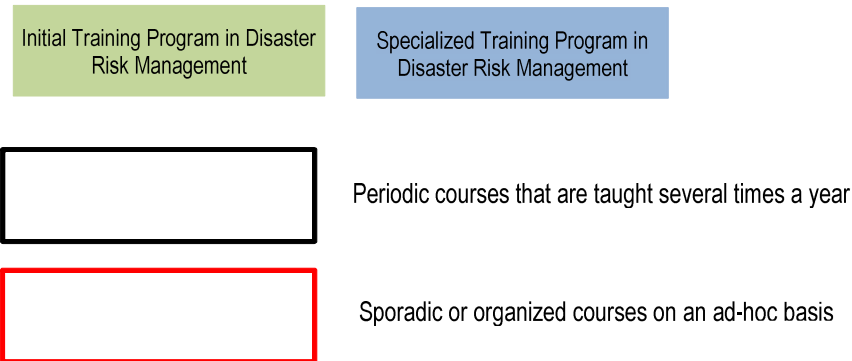 Initial Training Program in Disaster
Risk Management
Specialized Training Program in
Disaster Risk Management
Periodic courses that are taught several times a year
Sporadic or organized courses on an ad-hoc basis